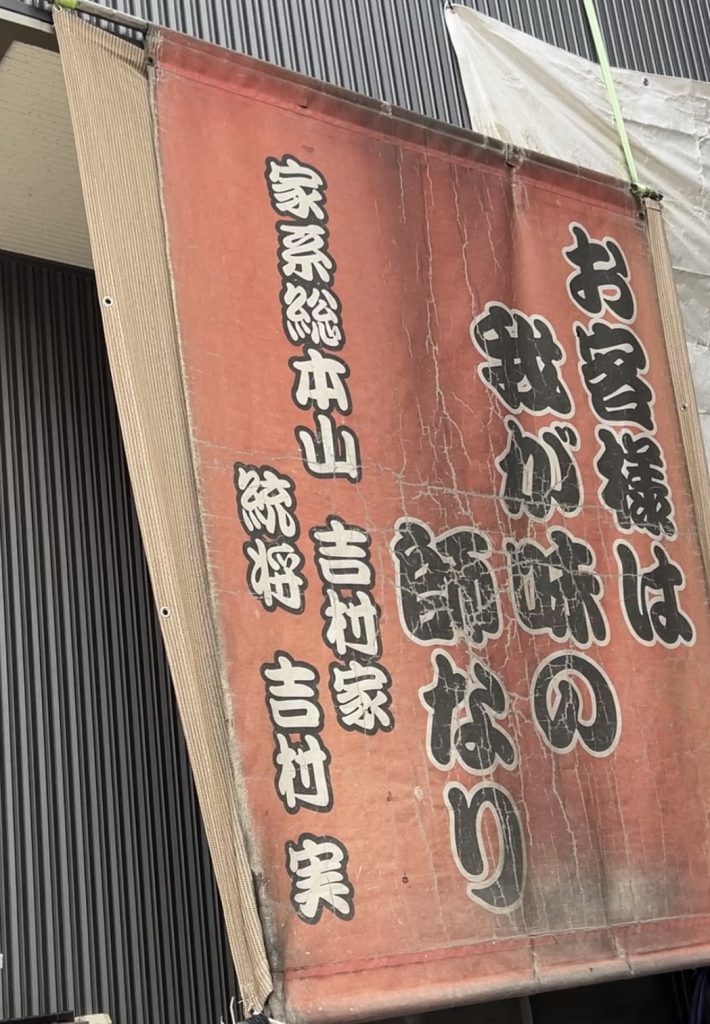 お客様は
我が味の
師なり
家系総本山 吉村家
統将 吉村 実